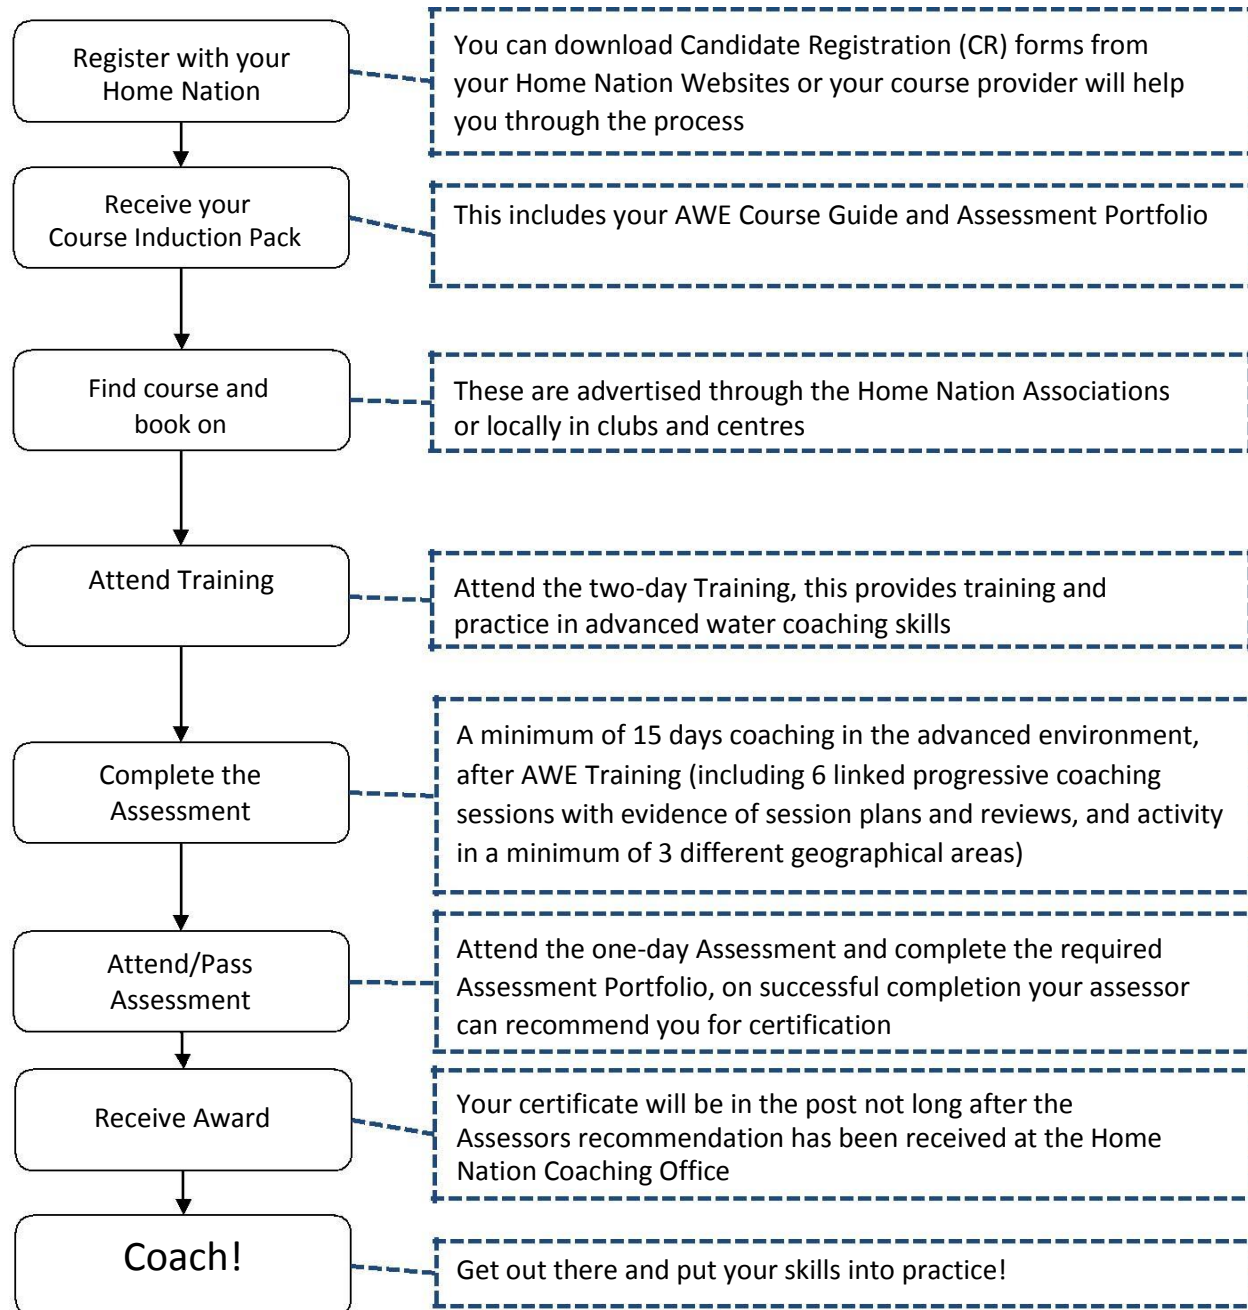 Register with your
Home Nation
You can download Candidate Registration (CR) forms from
your Home Nation Websites or your course provider will help
you through the process
Receive your
Course Induction Pack
This includes your AWE Course Guide and Assessment Portfolio
Find course and
book on
These are advertised through the Home Nation Associations
or locally in clubs and centres
Attend Training
Attend the two-day Training, this provides training and
practice in advanced water coaching skills
Complete the
Assessment
A minimum of 15 days coaching in the advanced environment,
after AWE Training (including 6 linked progressive coaching
sessions with evidence of session plans and reviews, and activity
in a minimum of 3 different geographical areas)
Attend/Pass
Assessment
Attend the one-day Assessment and complete the required
Assessment Portfolio, on successful completion your assessor
can recommend you for certification
Receive Award
Your certificate will be in the post not long after the
Assessors recommendation has been received at the Home
Nation Coaching Office
Coach!
Get out there and put your skills into practice!